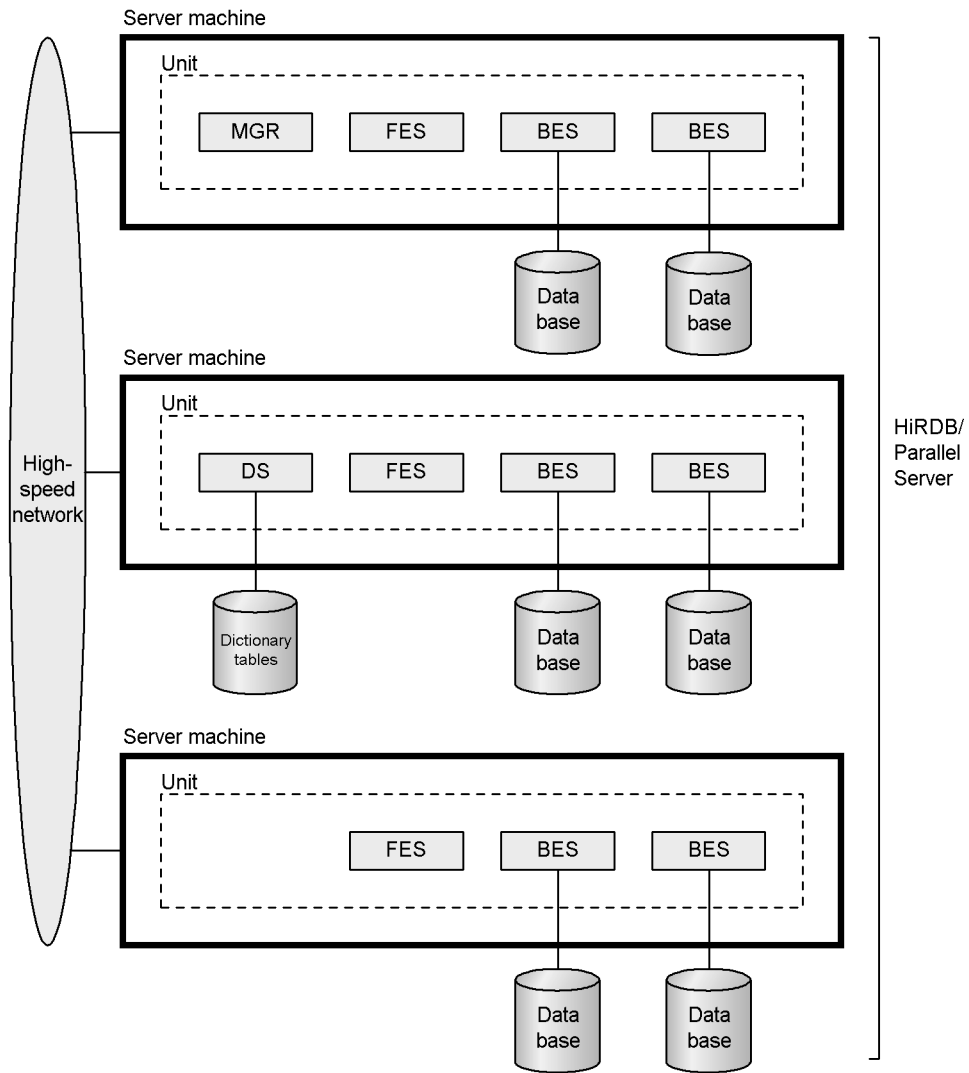 Server machine
Unit
MGR
FES
BES
BES
Data
base
Data
base
Server machine
Unit
DS
FES
BES
BES
Dictionary
tables
Data
base
Data
base
High-
speed
network
HiRDB/
Parallel
Server
Server machine
Unit
FES
BES
BES
Data
base
Data
base